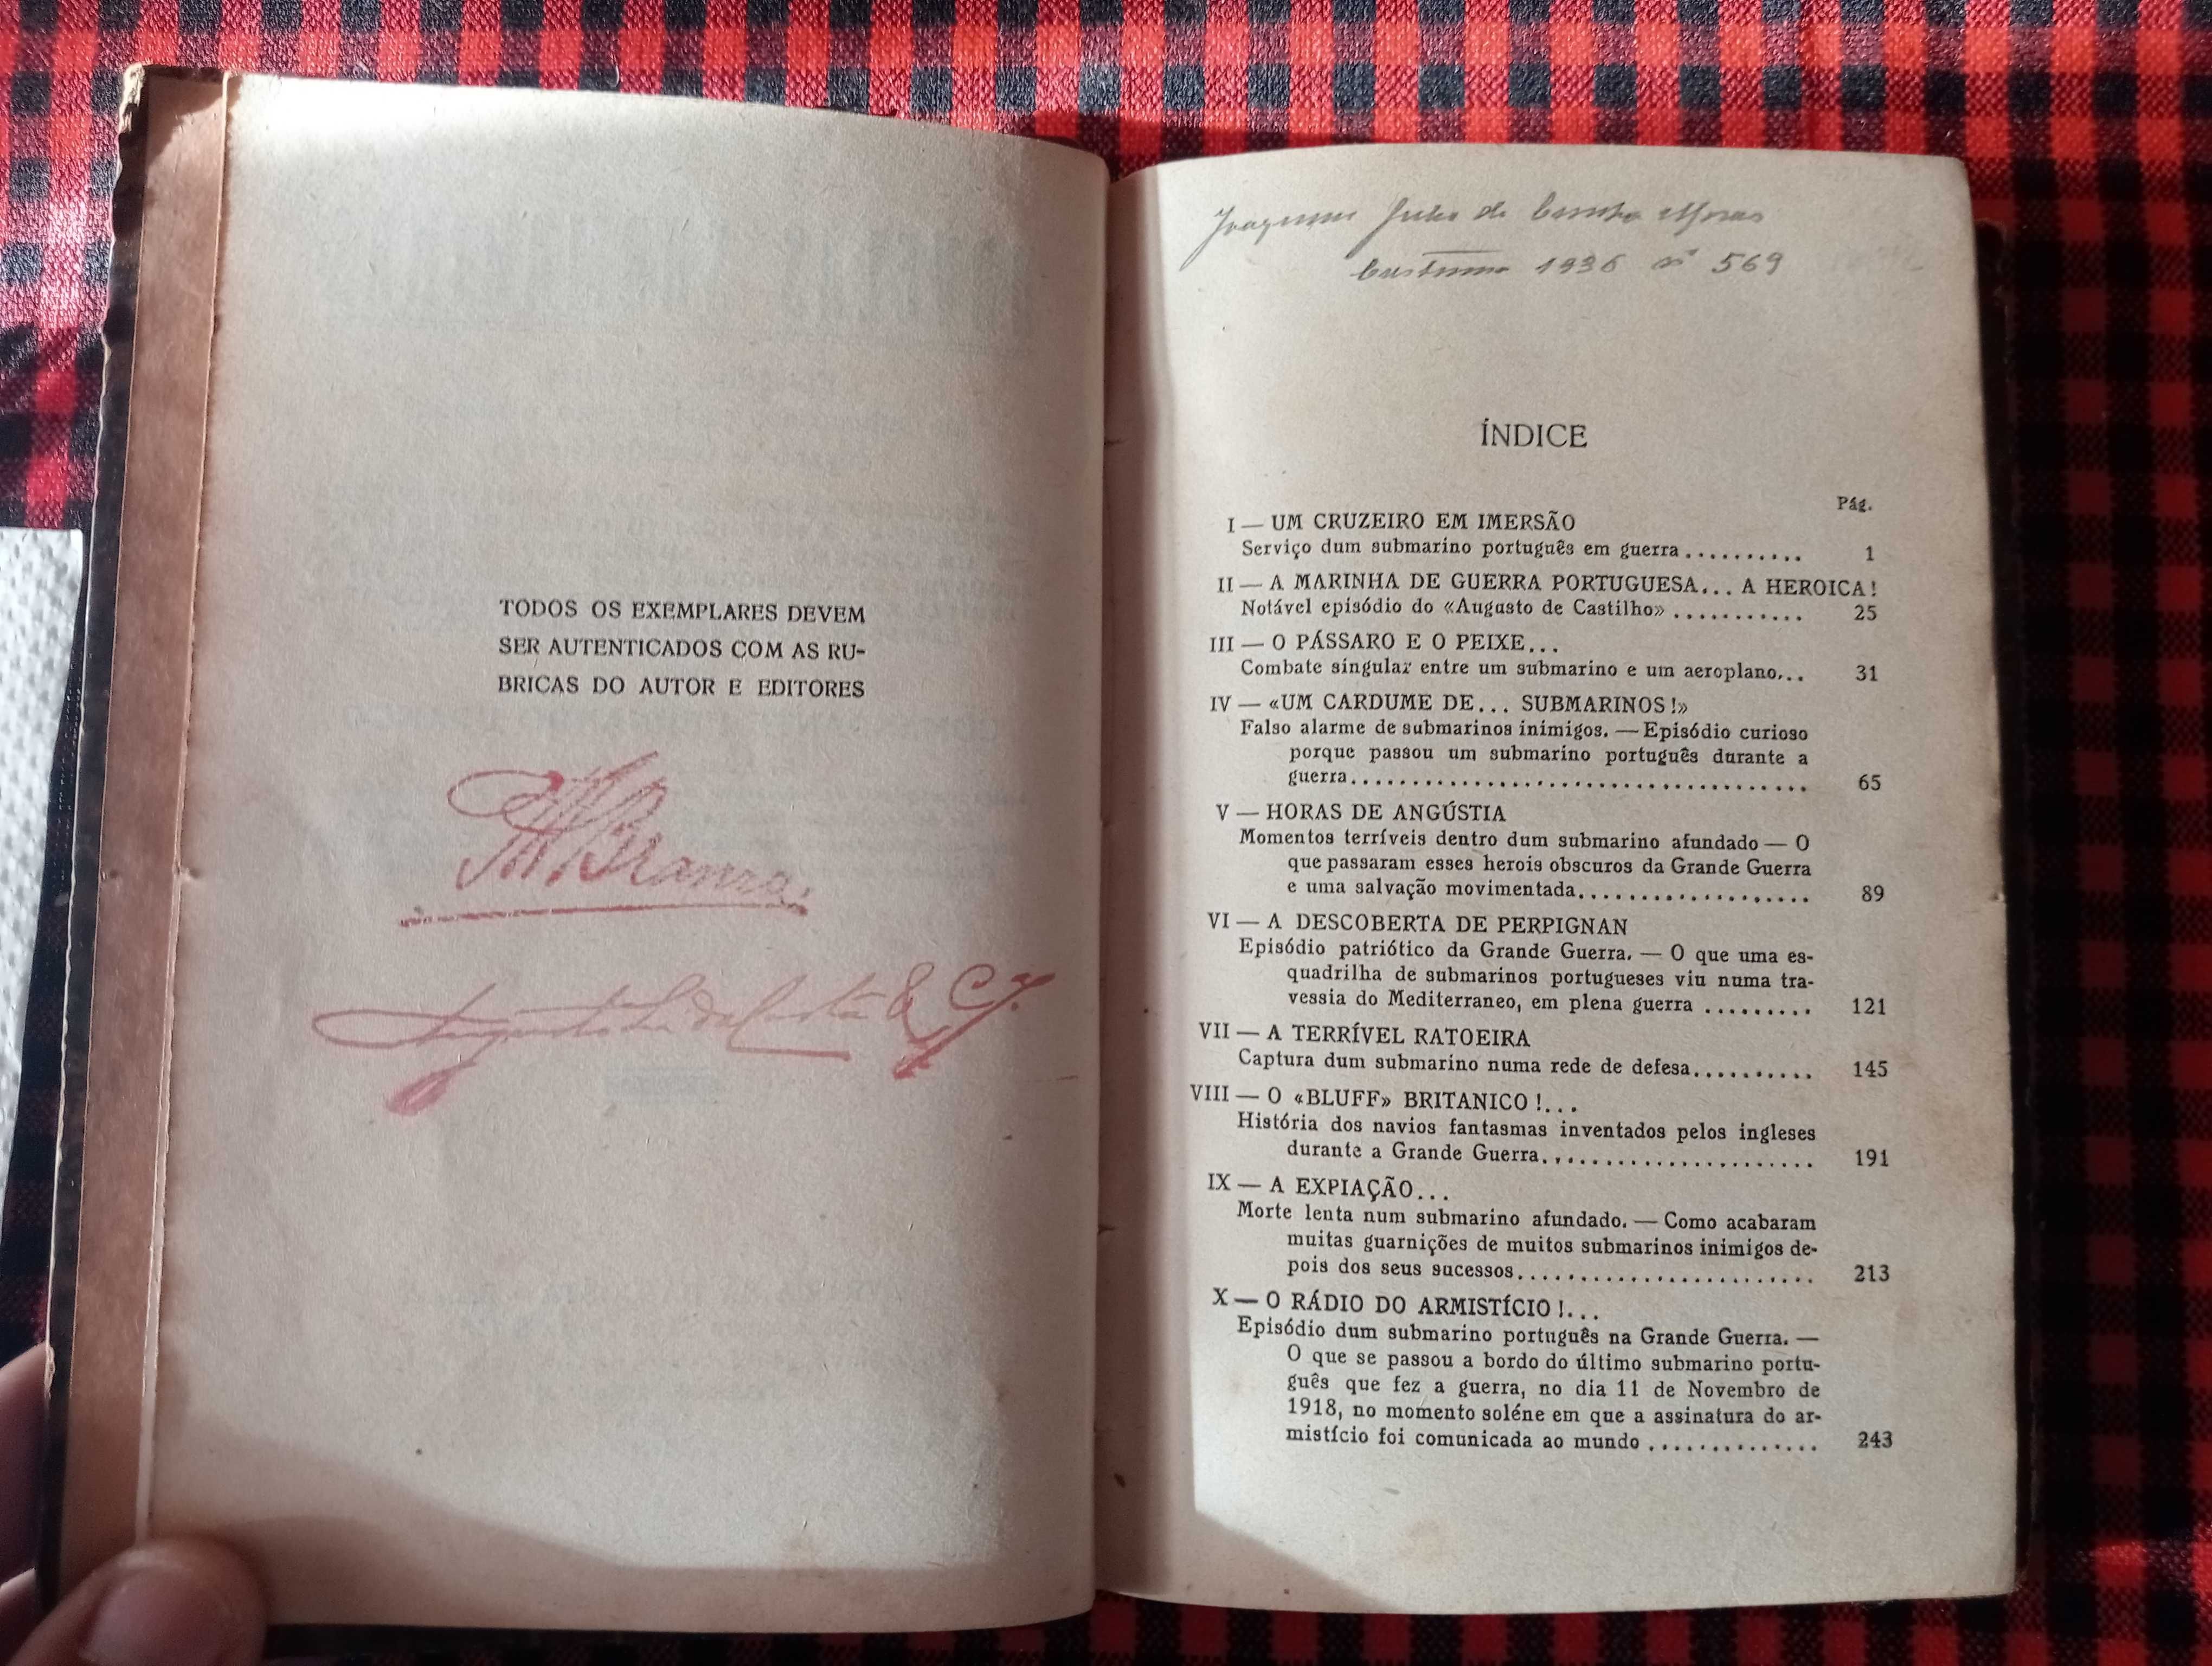 TODOS OS EXEMPLARES DEVEM
SER AUTENTICADOS COM AS RU-
BRICAS DO AUTOR E EDITORES
Costa & Cª.
de
1936 nº 569
ÍNDICE
Pág.
I — UM CRUZEIRO EM IMERSÃO
Serviço dum submarino português em guerra .......... 1
II — A MARINHA DE GUERRA PORTUGUESA... A HEROICA!
Notável episódio do «Augusto de Castilho» ........... 25
III — O PÁSSARO E O PEIXE...
Combate singular entre um submarino e um aeroplano... 31
IV — «UM CARDUME DE... SUBMARINOS!»
Falso alarme de submarinos inimigos. — Episódio curioso
porque passou um submarino português durante a
guerra..................................... 65
V — HORAS DE ANGÚSTIA
Momentos terríveis dentro dum submarino afundado — O
que passaram esses herois obscuros da Grande Guerra
e uma salvação movimentada................... 89
VI — A DESCOBERTA DE PERPIGNAN
Episódio patriótico da Grande Guerra. — O que uma es-
quadrilha de submarinos portugueses viu numa tra-
vessia do Mediterraneo, em plena guerra ......... 121
VII — A TERRÍVEL RATOEIRA
Captura dum submarino numa rede de defesa.......... 145
VIII — O «BLUFF» BRITANICO!...
História dos navios fantasmas inventados pelos ingleses
durante a Grande Guerra...................... 191
IX — A EXPIAÇÃO...
Morte lenta num submarino afundado. — Como acabaram
muitas guarnições de muitos submarinos inimigos de-
pois dos seus sucessos........................ 213
X — O RÁDIO DO ARMISTÍCIO!...
Episódio dum submarino português na Grande Guerra. —
O que se passou a bordo do último submarino portu-
guês que fez a guerra, no dia 11 de Novembro de
1918, no momento soléne em que a assinatura do ar-
mistício foi comunicada ao mundo .............. 243